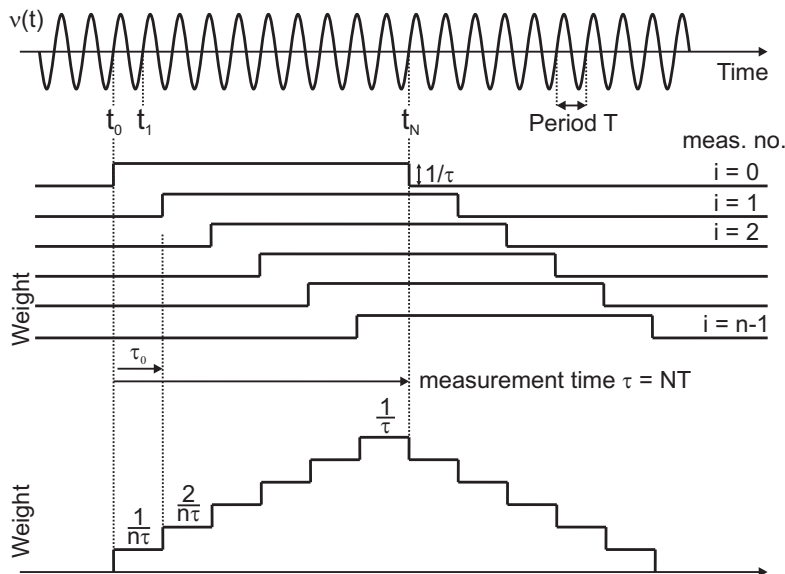 ν(t)
Time
t₀ t₁ t_N
Period T
meas. no.
1/τ
i = 0
i = 1
i = 2
i = n-1
Weight
τ₀
measurement time τ = NT
1/τ
2/nτ
1/nτ
Weight